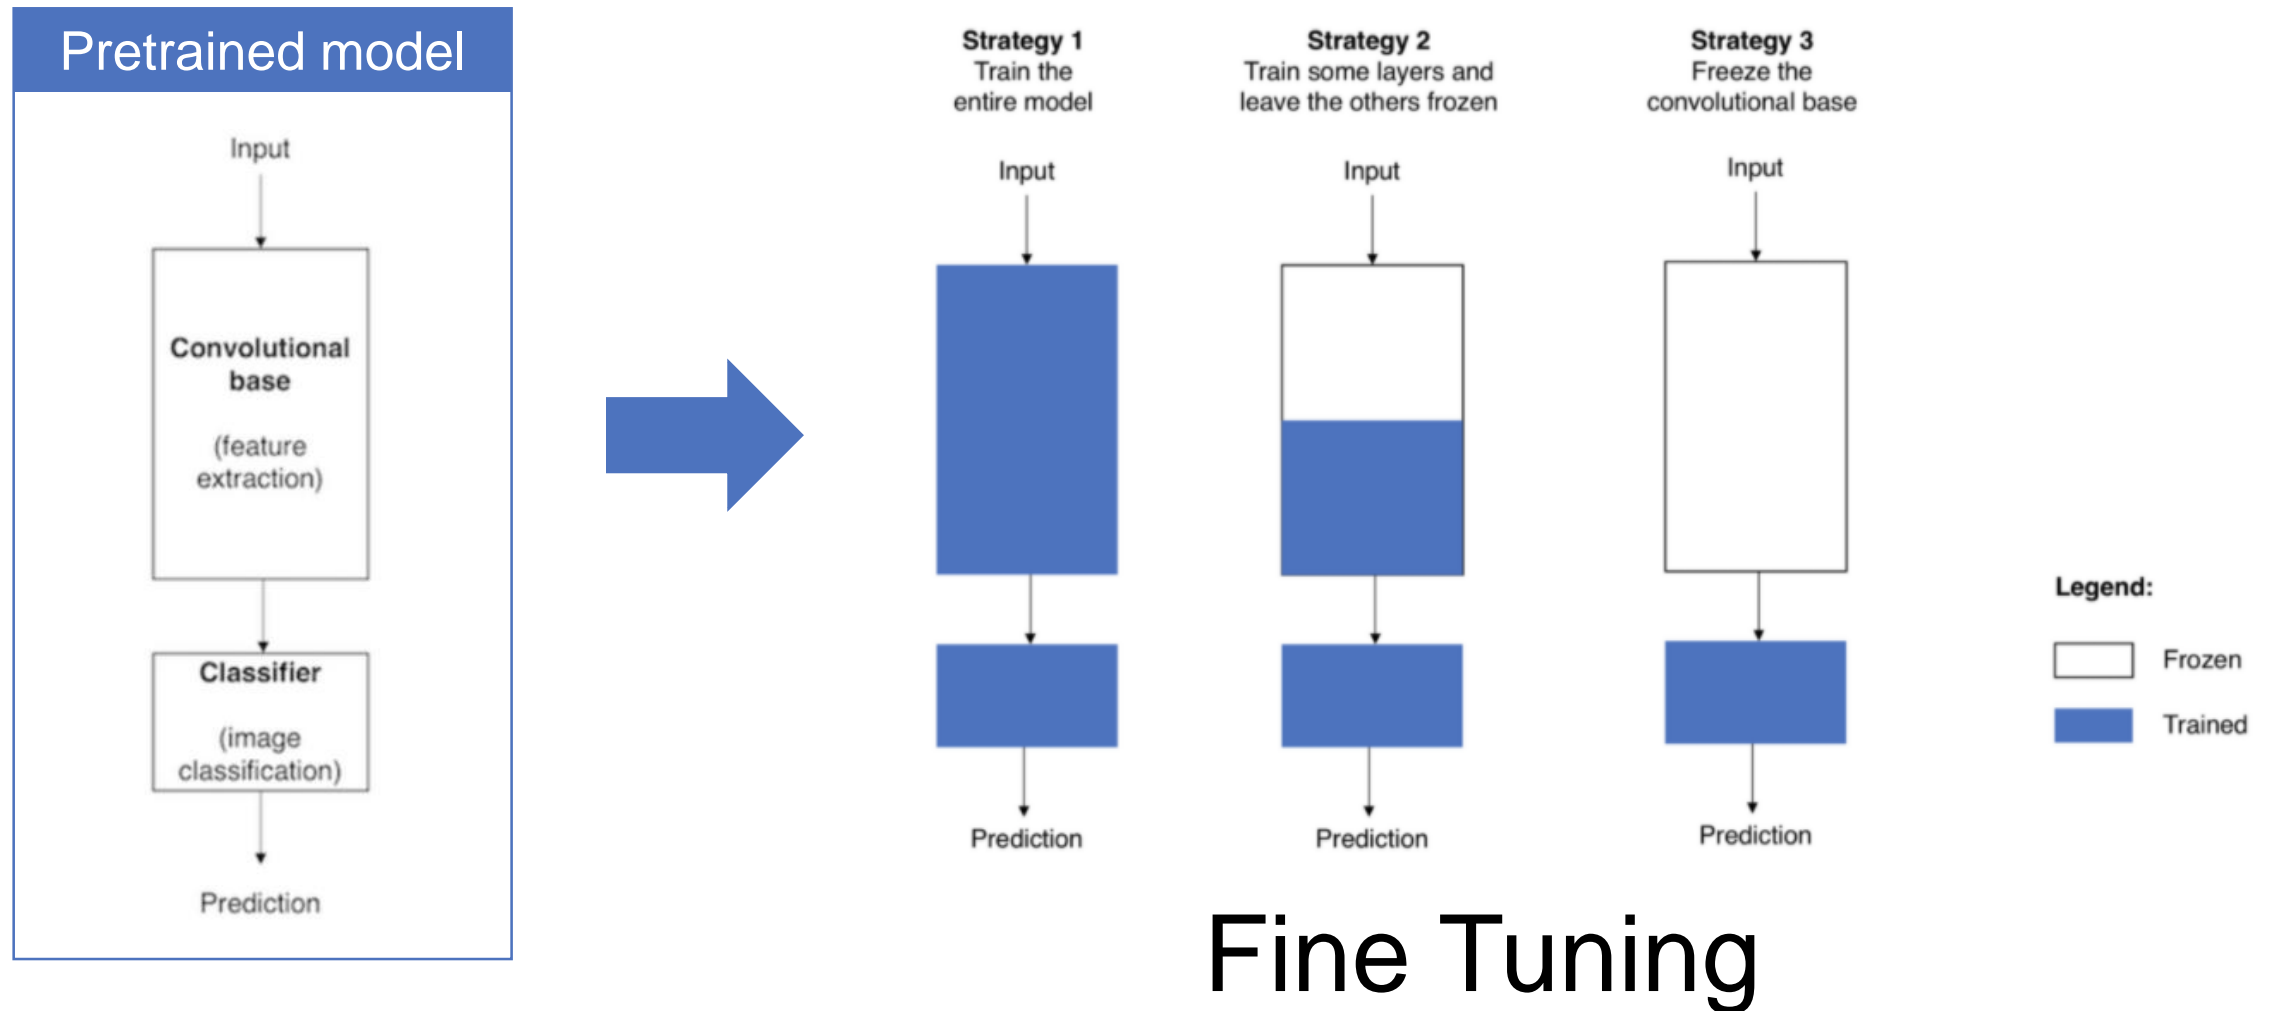 Pretrained model
Input
Convolutional
base
(feature
extraction)
Classifier
(image
classification)
Prediction
Strategy 1
Train the
entire model
Input
Prediction
Strategy 2
Train some layers and
leave the others frozen
Input
Prediction
Strategy 3
Freeze the
convolutional base
Input
Prediction
Legend:
Frozen
Trained
Fine Tuning